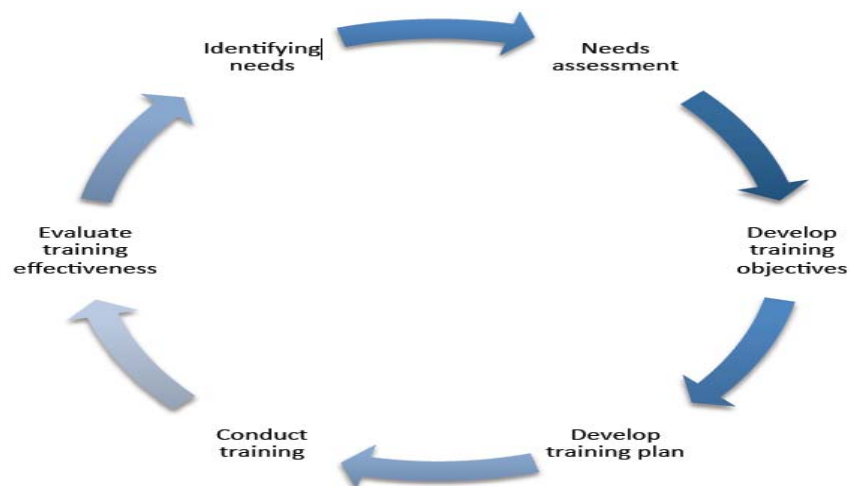 Identifying
needs
Needs
assessment
Develop
training
objectives
Develop
training plan
Conduct
training
Evaluate
training
effectiveness